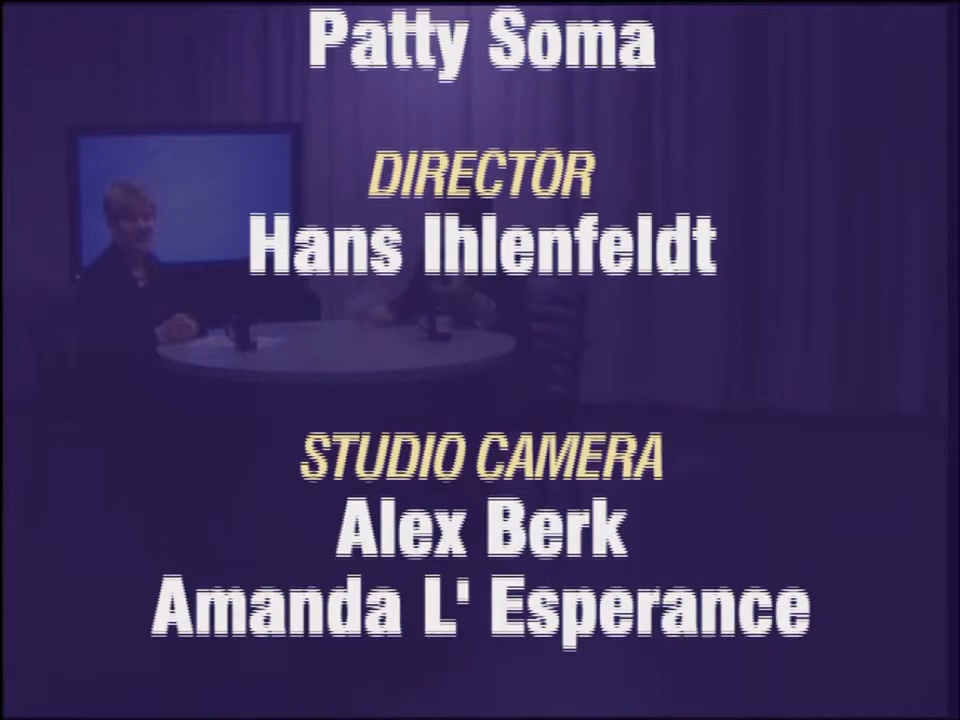 Patty Soma
DIRECTOR
Hans Ihlenfeldt
STUDIO CAMERA
Alex Berk
Amanda L' Esperance